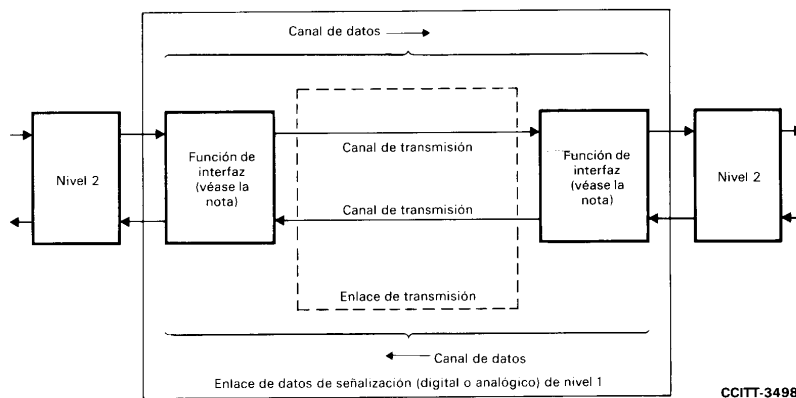 Canal de datos
Nivel 2
Función de
interfaz
(véase la
nota)
Canal de transmisión
Canal de transmisión
Enlace de transmisión
Función de
interfaz
(véase la
nota)
Nivel 2
Canal de datos
Enlace de datos de señalización (digital o analógico) de nivel 1
CCITT-3498